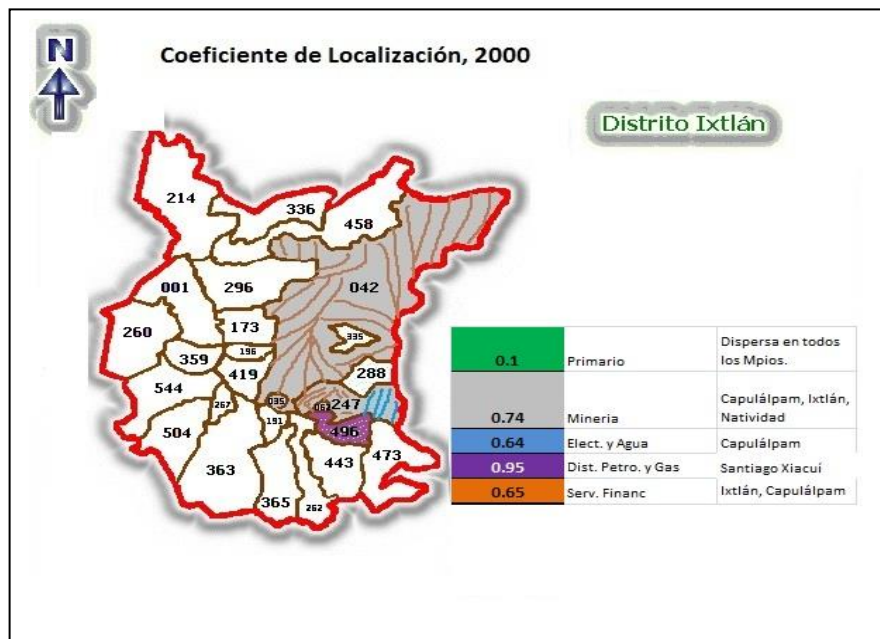 N
Coeficiente de Localización, 2000
Distrito Ixtlán
214
336
458
001
296
042
260
173
335
359
196
288
544
419
267
035
247
504
191
496
363
443
473
365
262
0.1 Primario Dispersa en todos
los Mpios.
0.74 Mineria Capulálpam, Ixtlán,
Natividad
0.64 Elect. y Agua Capulálpam
0.95 Dist. Petro. y Gas Santiago Xiacuí
0.65 Serv. Financ Ixtlán, Capulálpam